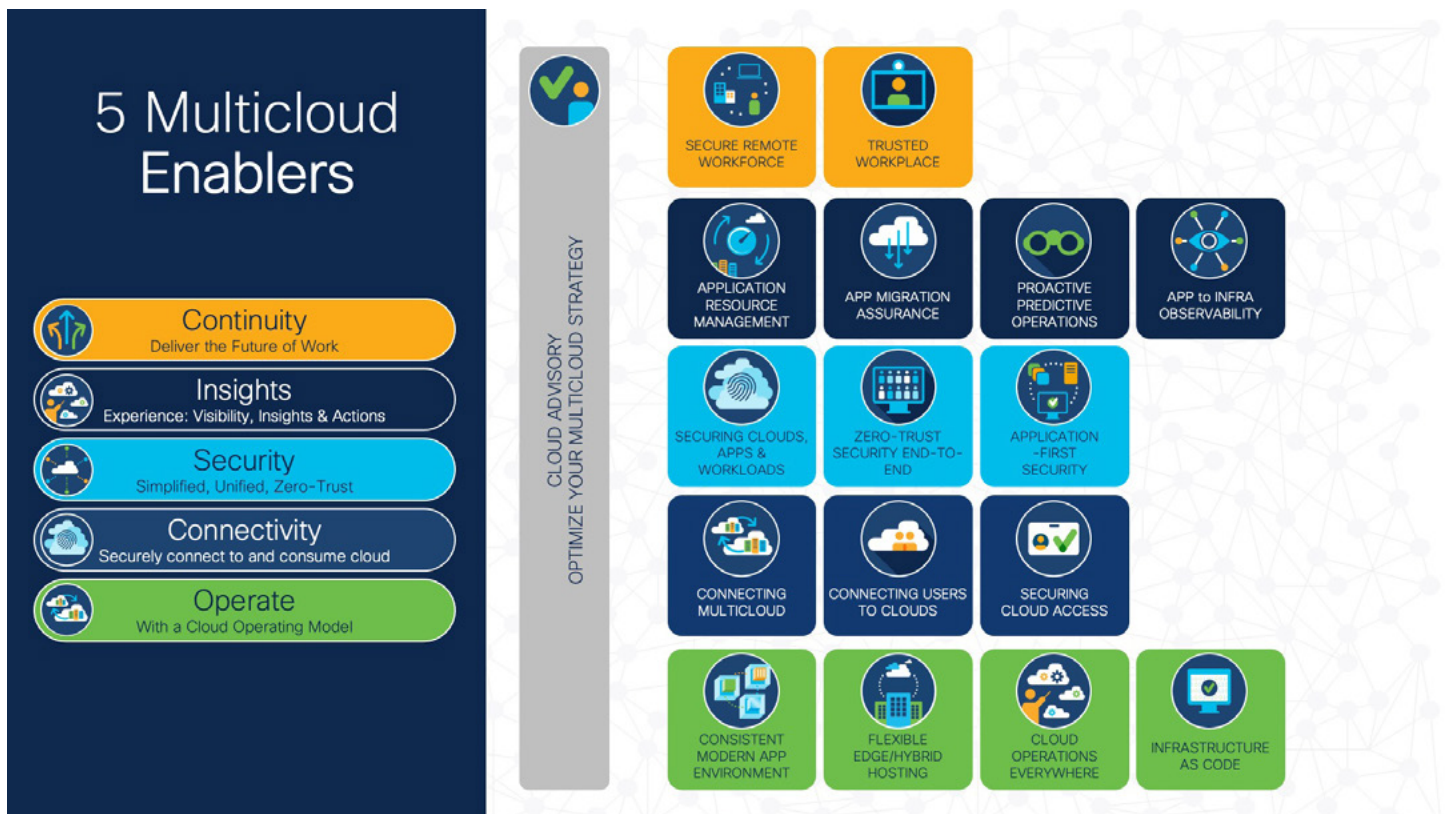 5 Multicloud
Enablers
Continuity
Deliver the Future of Work
Insights
Experience: Visibility, Insights & Actions
Security
Simplified, Unified, Zero-Trust
Connectivity
Securely connect to and consume cloud
Operate
With a Cloud Operating Model
CLOUD ADVISORY
OPTIMIZE YOUR MULTICLOUD STRATEGY
SECURE REMOTE
WORKFORCE
TRUSTED
WORKPLACE
APPLICATION
RESOURCE
MANAGEMENT
APP MIGRATION
ASSURANCE
PROACTIVE
PREDICTIVE
OPERATIONS
APP to INFRA
OBSERVABILITY
SECURING CLOUDS,
APPS &
WORKLOADS
ZERO-TRUST
SECURITY END-TO-
END
APPLICATION
-FIRST
SECURITY
CONNECTING
MULTICLOUD
CONNECTING USERS
TO CLOUDS
SECURING
CLOUD ACCESS
CONSISTENT
MODERN APP
ENVIRONMENT
FLEXIBLE
EDGE/HYBRID
HOSTING
CLOUD
OPERATIONS
EVERYWHERE
INFRASTRUCTURE
AS CODE